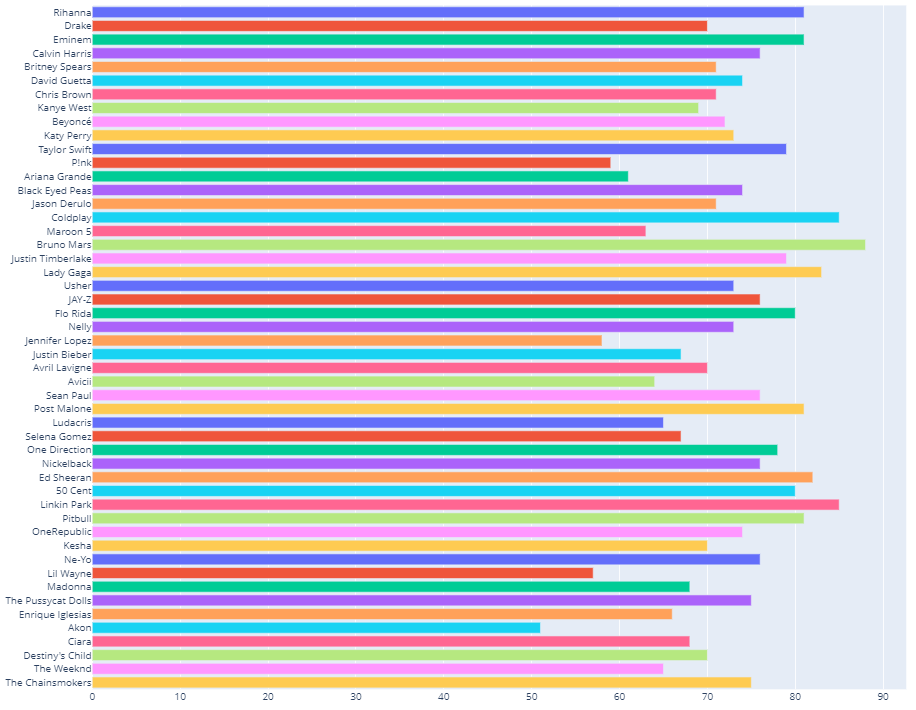 Rihanna
Drake
Eminem
Calvin Harris
Britney Spears
David Guetta
Chris Brown
Kanye West
Beyoncé
Katy Perry
Taylor Swift
P!nk
Ariana Grande
Black Eyed Peas
Jason Derulo
Coldplay
Maroon 5
Bruno Mars
Justin Timberlake
Lady Gaga
Usher
JAY-Z
Flo Rida
Nelly
Jennifer Lopez
Justin Bieber
Avril Lavigne
Avicii
Sean Paul
Post Malone
Ludacris
Selena Gomez
One Direction
Nickelback
Ed Sheeran
50 Cent
Linkin Park
Pitbull
OneRepublic
Kesha
Ne-Yo
Lil Wayne
Madonna
The Pussycat Dolls
Enrique Iglesias
Akon
Ciara
Destiny's Child
The Weeknd
The Chainsmokers
0 10 20 30 40 50 60 70 80 90